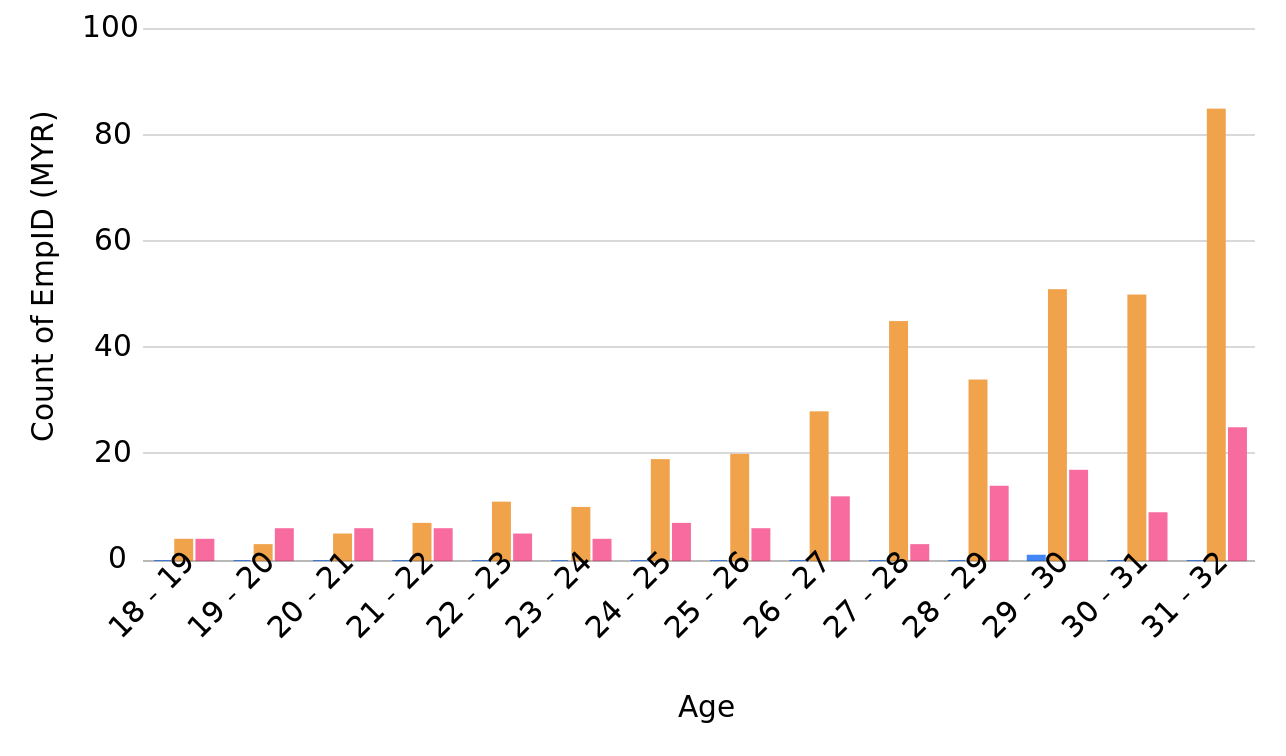 100
80
60
40
20
0
Count of EmpID (MYR)
18 - 19
19 - 20
20 - 21
21 - 22
22 - 23
23 - 24
24 - 25
25 - 26
26 - 27
27 - 28
28 - 29
29 - 30
30 - 31
31 - 32
Age